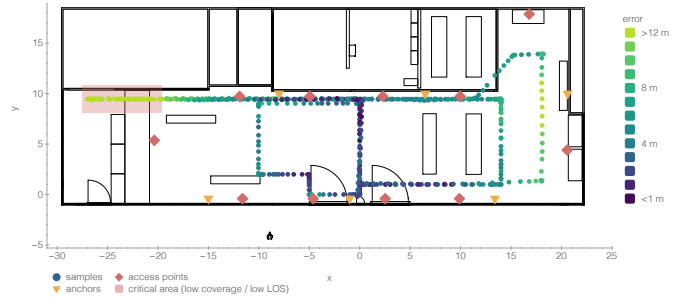 error
>12 m
8 m
4 m
<1 m
y
15
10
5
0
−5
−30
−25
−20
−15
−10
−5
0
5
10
15
20
25
x
samples
access points
anchors
critical area (low coverage / low LOS)